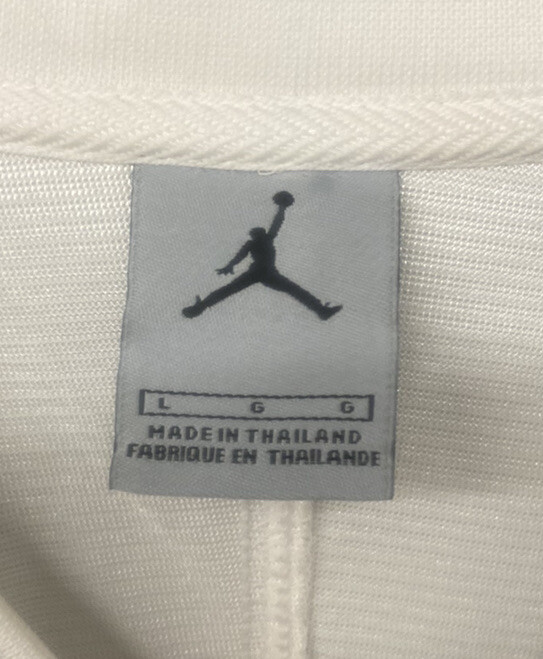 L G G
MADE IN THAILAND
FABRIQUE EN THAILANDE